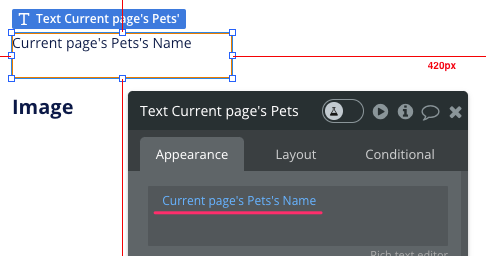 Text Current page's Pets'
Current page's Pets's Name
420px
Image
Text Current page's Pets
Appearance
Layout
Conditional
Current page's Pets's Name
Rich text editor